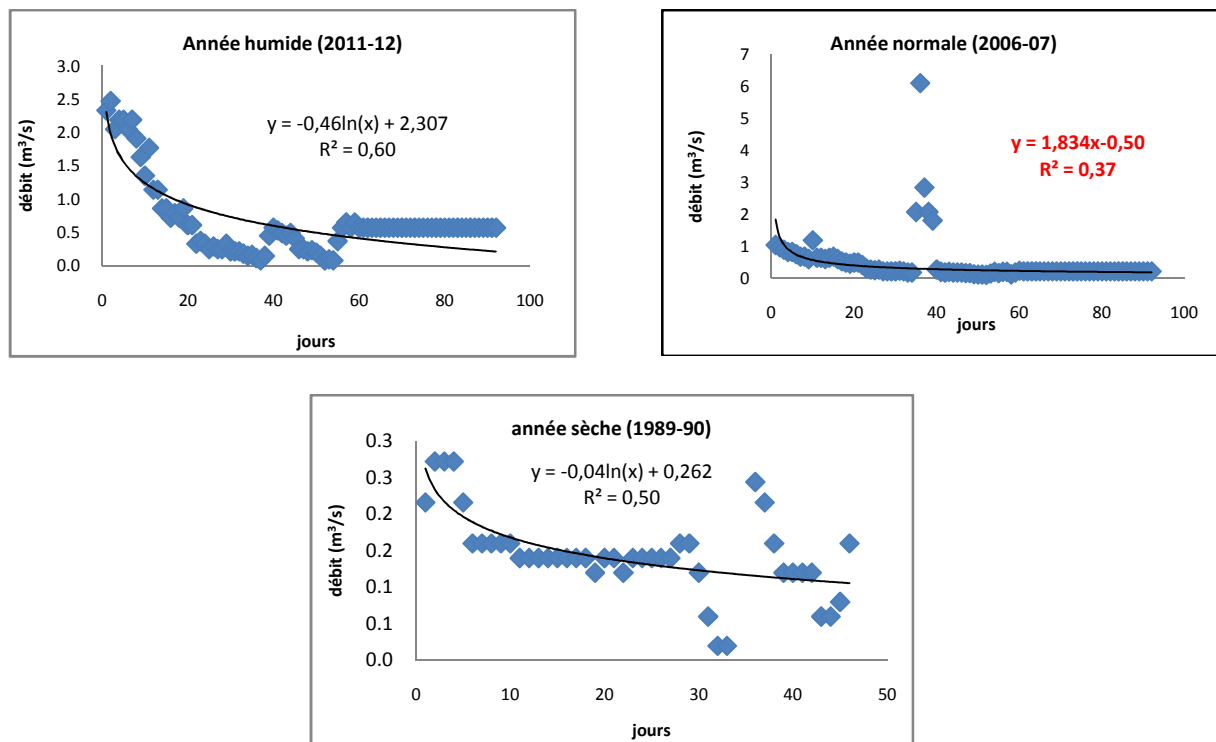 Année humide (2011-12)
y = -0,46ln(x) + 2,307
R² = 0,60
débit (m³/s)
3.0
2.5
2.0
1.5
1.0
0.5
0.0
0 20 40 60 80 100
jours
Année normale (2006-07)
y = 1,834x-0,50
R² = 0,37
débit (m³/s)
7
6
5
4
3
2
1
0
0 20 40 60 80 100
jours
année sèche (1989-90)
y = -0,04ln(x) + 0,262
R² = 0,50
débit (m³/s)
0.3
0.3
0.2
0.2
0.1
0.1
0.0
0 10 20 30 40 50
jours